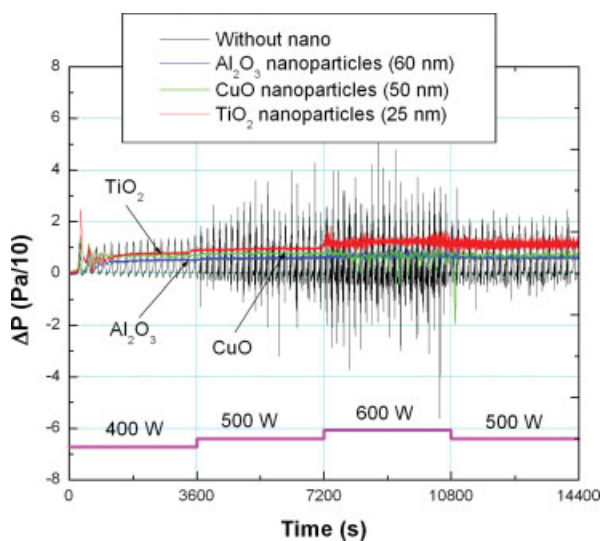 Without nano
Al₂O₃ nanoparticles (60 nm)
CuO nanoparticles (50 nm)
TiO₂ nanoparticles (25 nm)
8
6
4
2
0
-2
-4
-6
-8
ΔP (Pa/10)
TiO₂
Al₂O₃
CuO
400 W
500 W
600 W
500 W
0
3600
7200
10800
14400
Time (s)